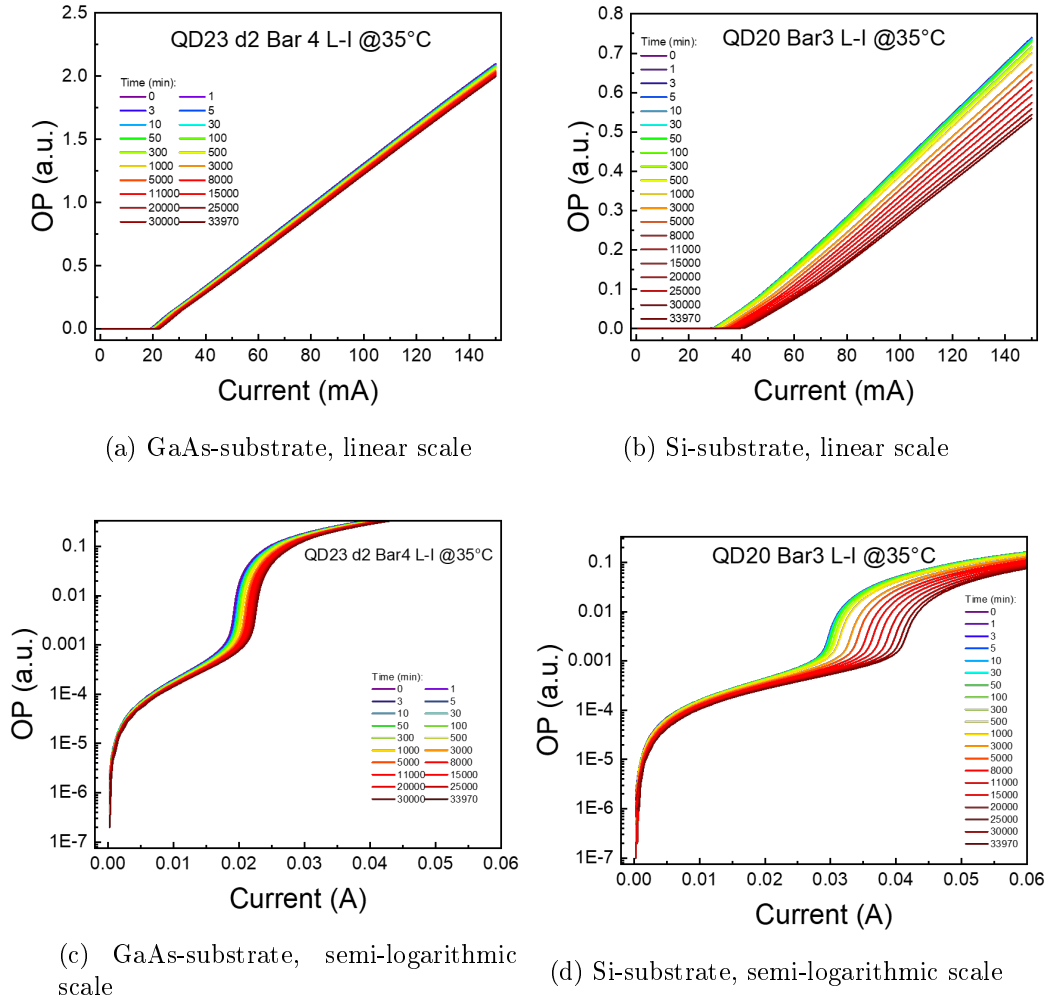 QD23 d2 Bar 4 L-I @35°C
Time (min):
0 1
3 5
10 30
50 100
300 500
1000 3000
5000 8000
11000 15000
20000 25000
30000 33970
2.5
2.0
1.5
1.0
0.5
0.0
OP (a.u.)
0 20 40 60 80 100 120 140
Current (mA)
(a) GaAs-substrate, linear scale
QD20 Bar3 L-I @35°C
Time (min):
0
1
3
5
10
30
50
100
300
500
1000
3000
5000
8000
11000
15000
20000
25000
30000
33970
0.8
0.7
0.6
0.5
0.4
0.3
0.2
0.1
0.0
OP (a.u.)
0 20 40 60 80 100 120 140
Current (mA)
(b) Si-substrate, linear scale
QD23 d2 Bar4 L-I @35°C
Time (min):
0 1
3 5
10 30
50 100
300 500
1000 3000
5000 8000
11000 15000
20000 25000
30000 33970
0.1
0.01
0.001
1E-4
1E-5
1E-6
1E-7
OP (a.u.)
0.00 0.01 0.02 0.03 0.04 0.05 0.06
Current (A)
(c) GaAs-substrate, semi-logarithmic
scale
QD20 Bar3 L-I @35°C
Time (min):
0
1
3
5
10
30
50
100
300
500
1000
3000
5000
8000
11000
15000
20000
25000
30000
33970
0.1
0.01
0.001
1E-4
1E-5
1E-6
1E-7
OP (a.u.)
0.00 0.01 0.02 0.03 0.04 0.05 0.06
Current (A)
(d) Si-substrate, semi-logarithmic scale